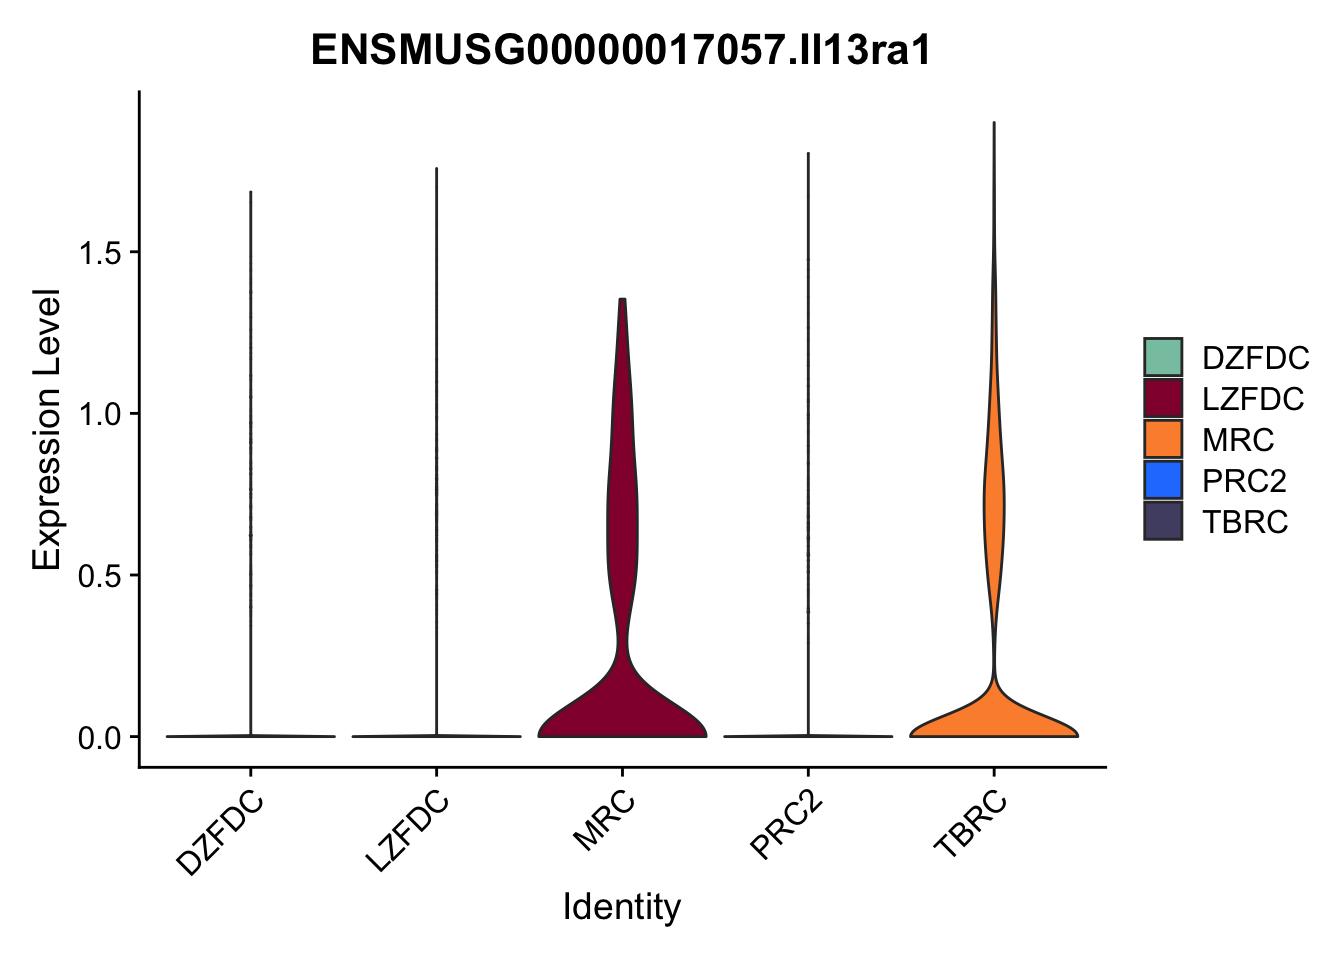 ENSMUSG00000017057.Il13ra1
Expression Level
1.5
1.0
0.5
0.0
DZFDC
LZFDC
MRC
PRC2
TBRC
Identity
DZFDC
LZFDC
MRC
PRC2
TBRC